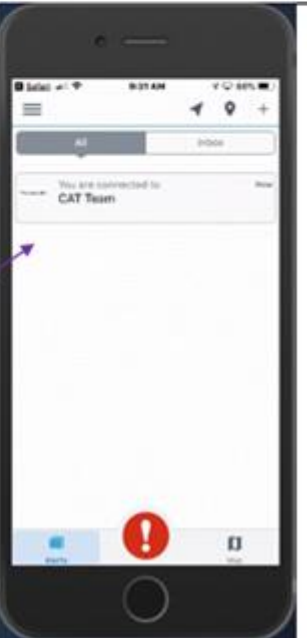 Safari 9:31 AM
All
Inbox
You are connected to
CAT Team
Alerts
Map